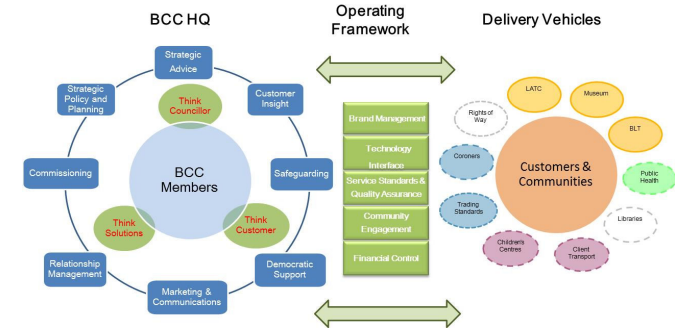 BCC HQ
Operating
Framework
Delivery Vehicles
Strategic
Advice
Strategic
Policy and
Planning
Think
Councillor
Customer
Insight
Commissioning
BCC
Members
Safeguarding
Think
Solutions
Think
Customer
Relationship
Management
Democratic
Support
Marketing &
Communications
Brand Management
Technology
Interface
Service Standards &
Quality Assurance
Community
Engagement
Financial Control
LATC
Museum
Rights of
Way
BLT
Coroners
Customers &
Communities
Public
Health
Trading
Standards
Libraries
Children's
Centres
Client
Transport